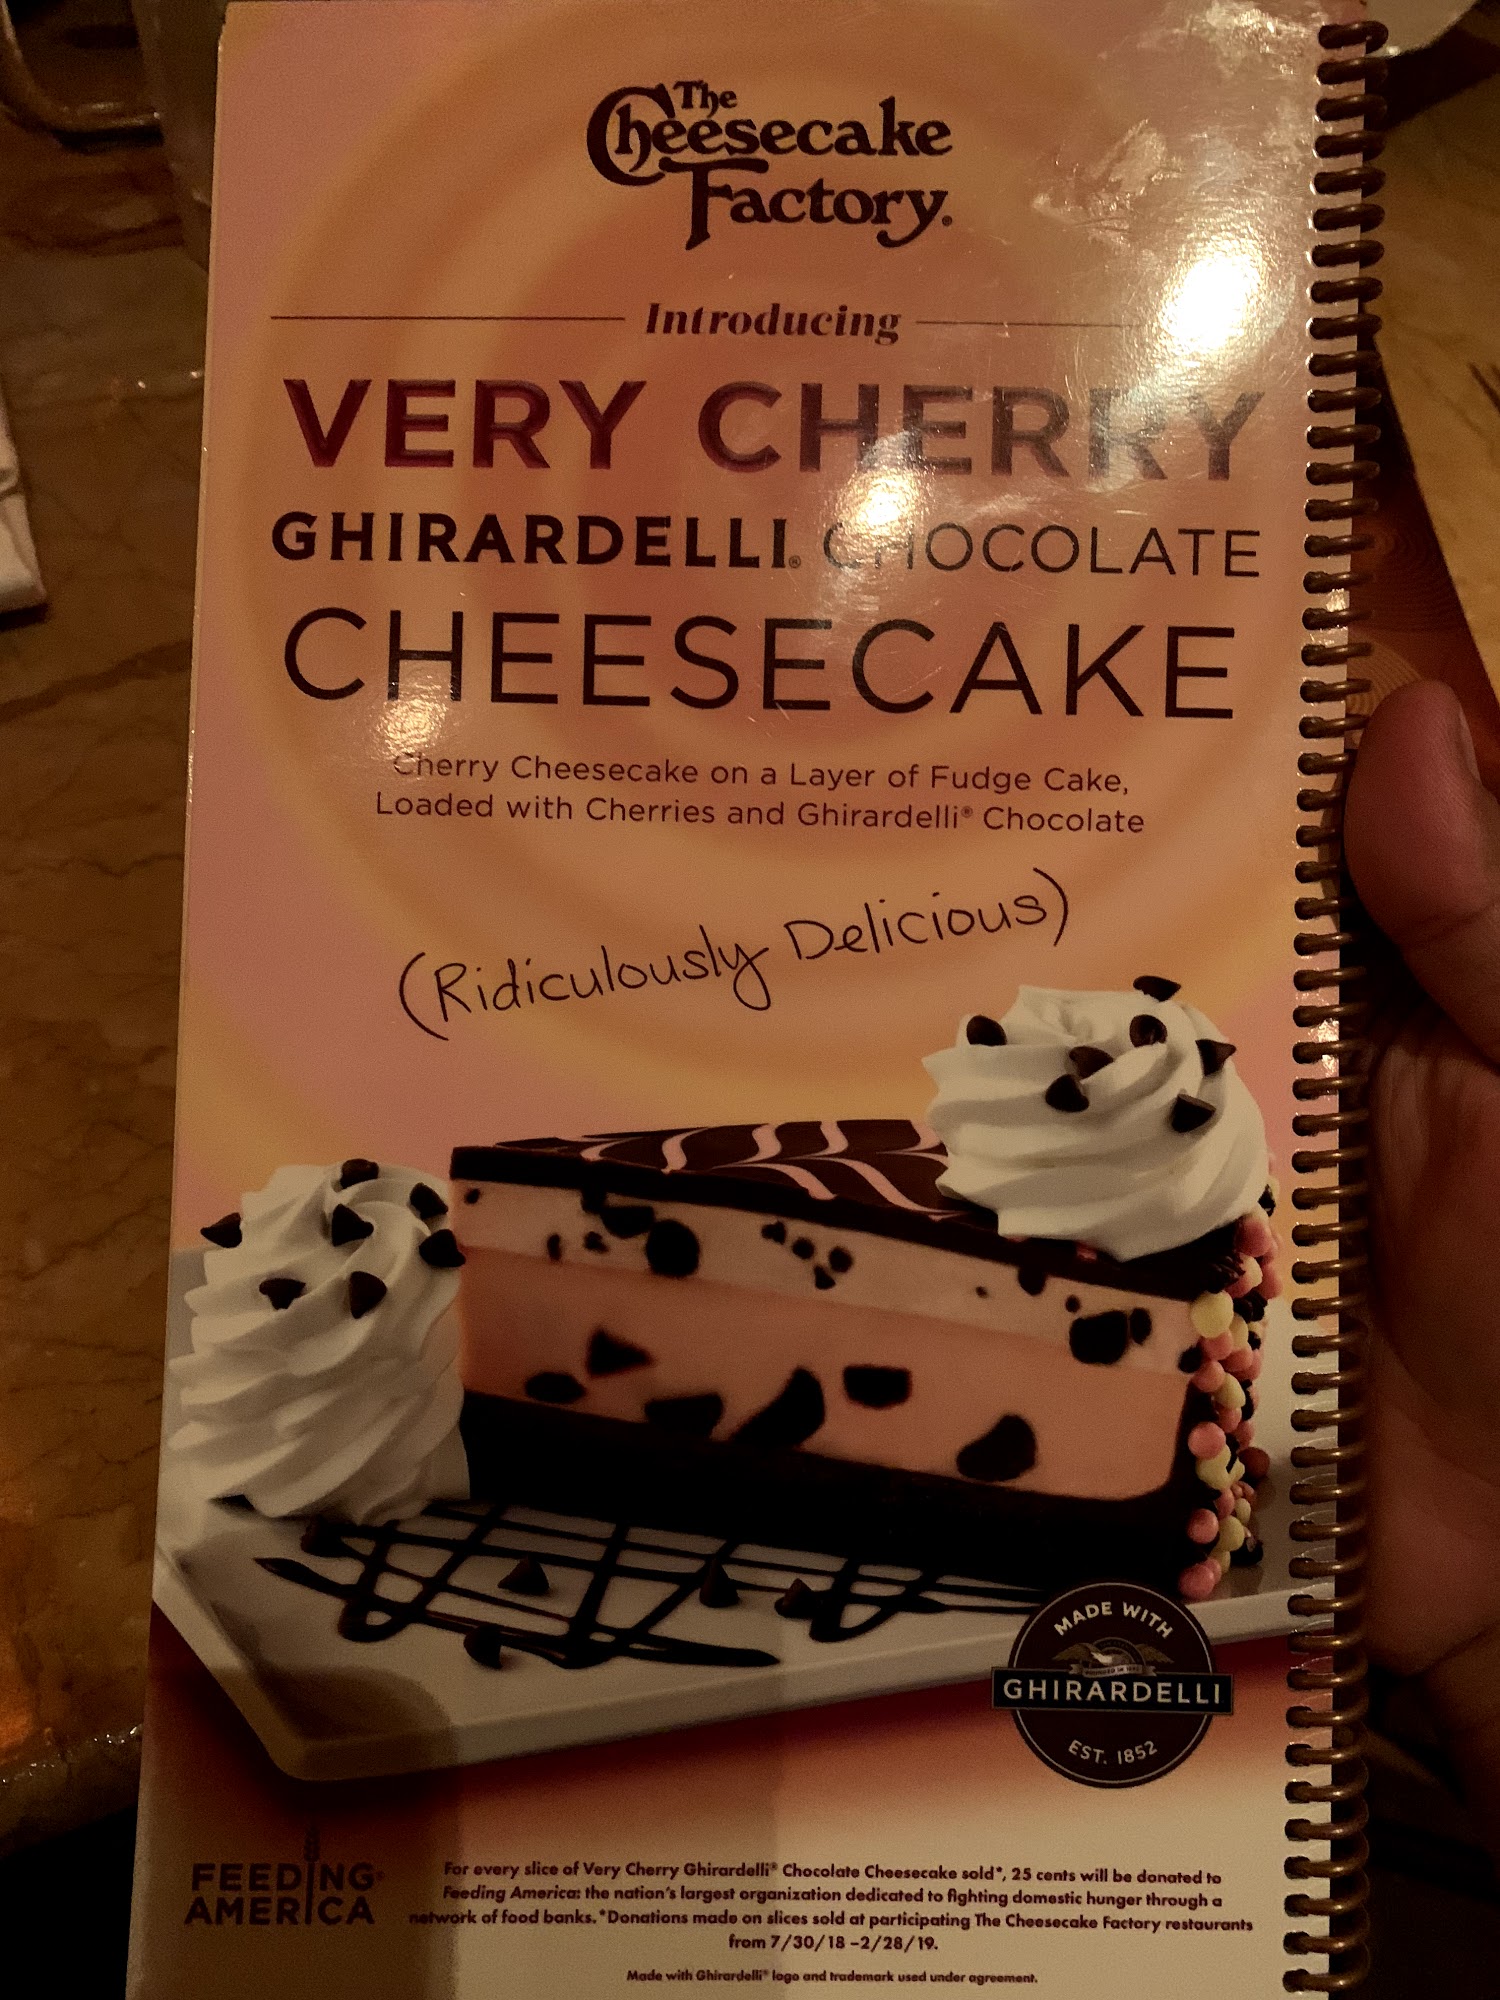 The
Cheesecake
Factory®
Introducing
VERY CHERRY
GHIRARDELLI® CHOCOLATE
CHEESECAKE
Cherry Cheesecake on a Layer of Fudge Cake,
Loaded with Cherries and Ghirardelli® Chocolate
(Ridiculously Delicious)
MADE WITH
GHIRARDELLI
EST. 1852
FEEDING
AMERICA®
For every slice of Very Cherry Ghirardelli® Chocolate Cheesecake sold*, 25 cents will be donated to
Feeding America: the nation's largest organization dedicated to fighting domestic hunger through a
network of food banks. *Donations made on slices sold at participating The Cheesecake Factory restaurants
from 7/30/18 –2/28/19.
Made with Ghirardelli® logo and trademark used under agreement.